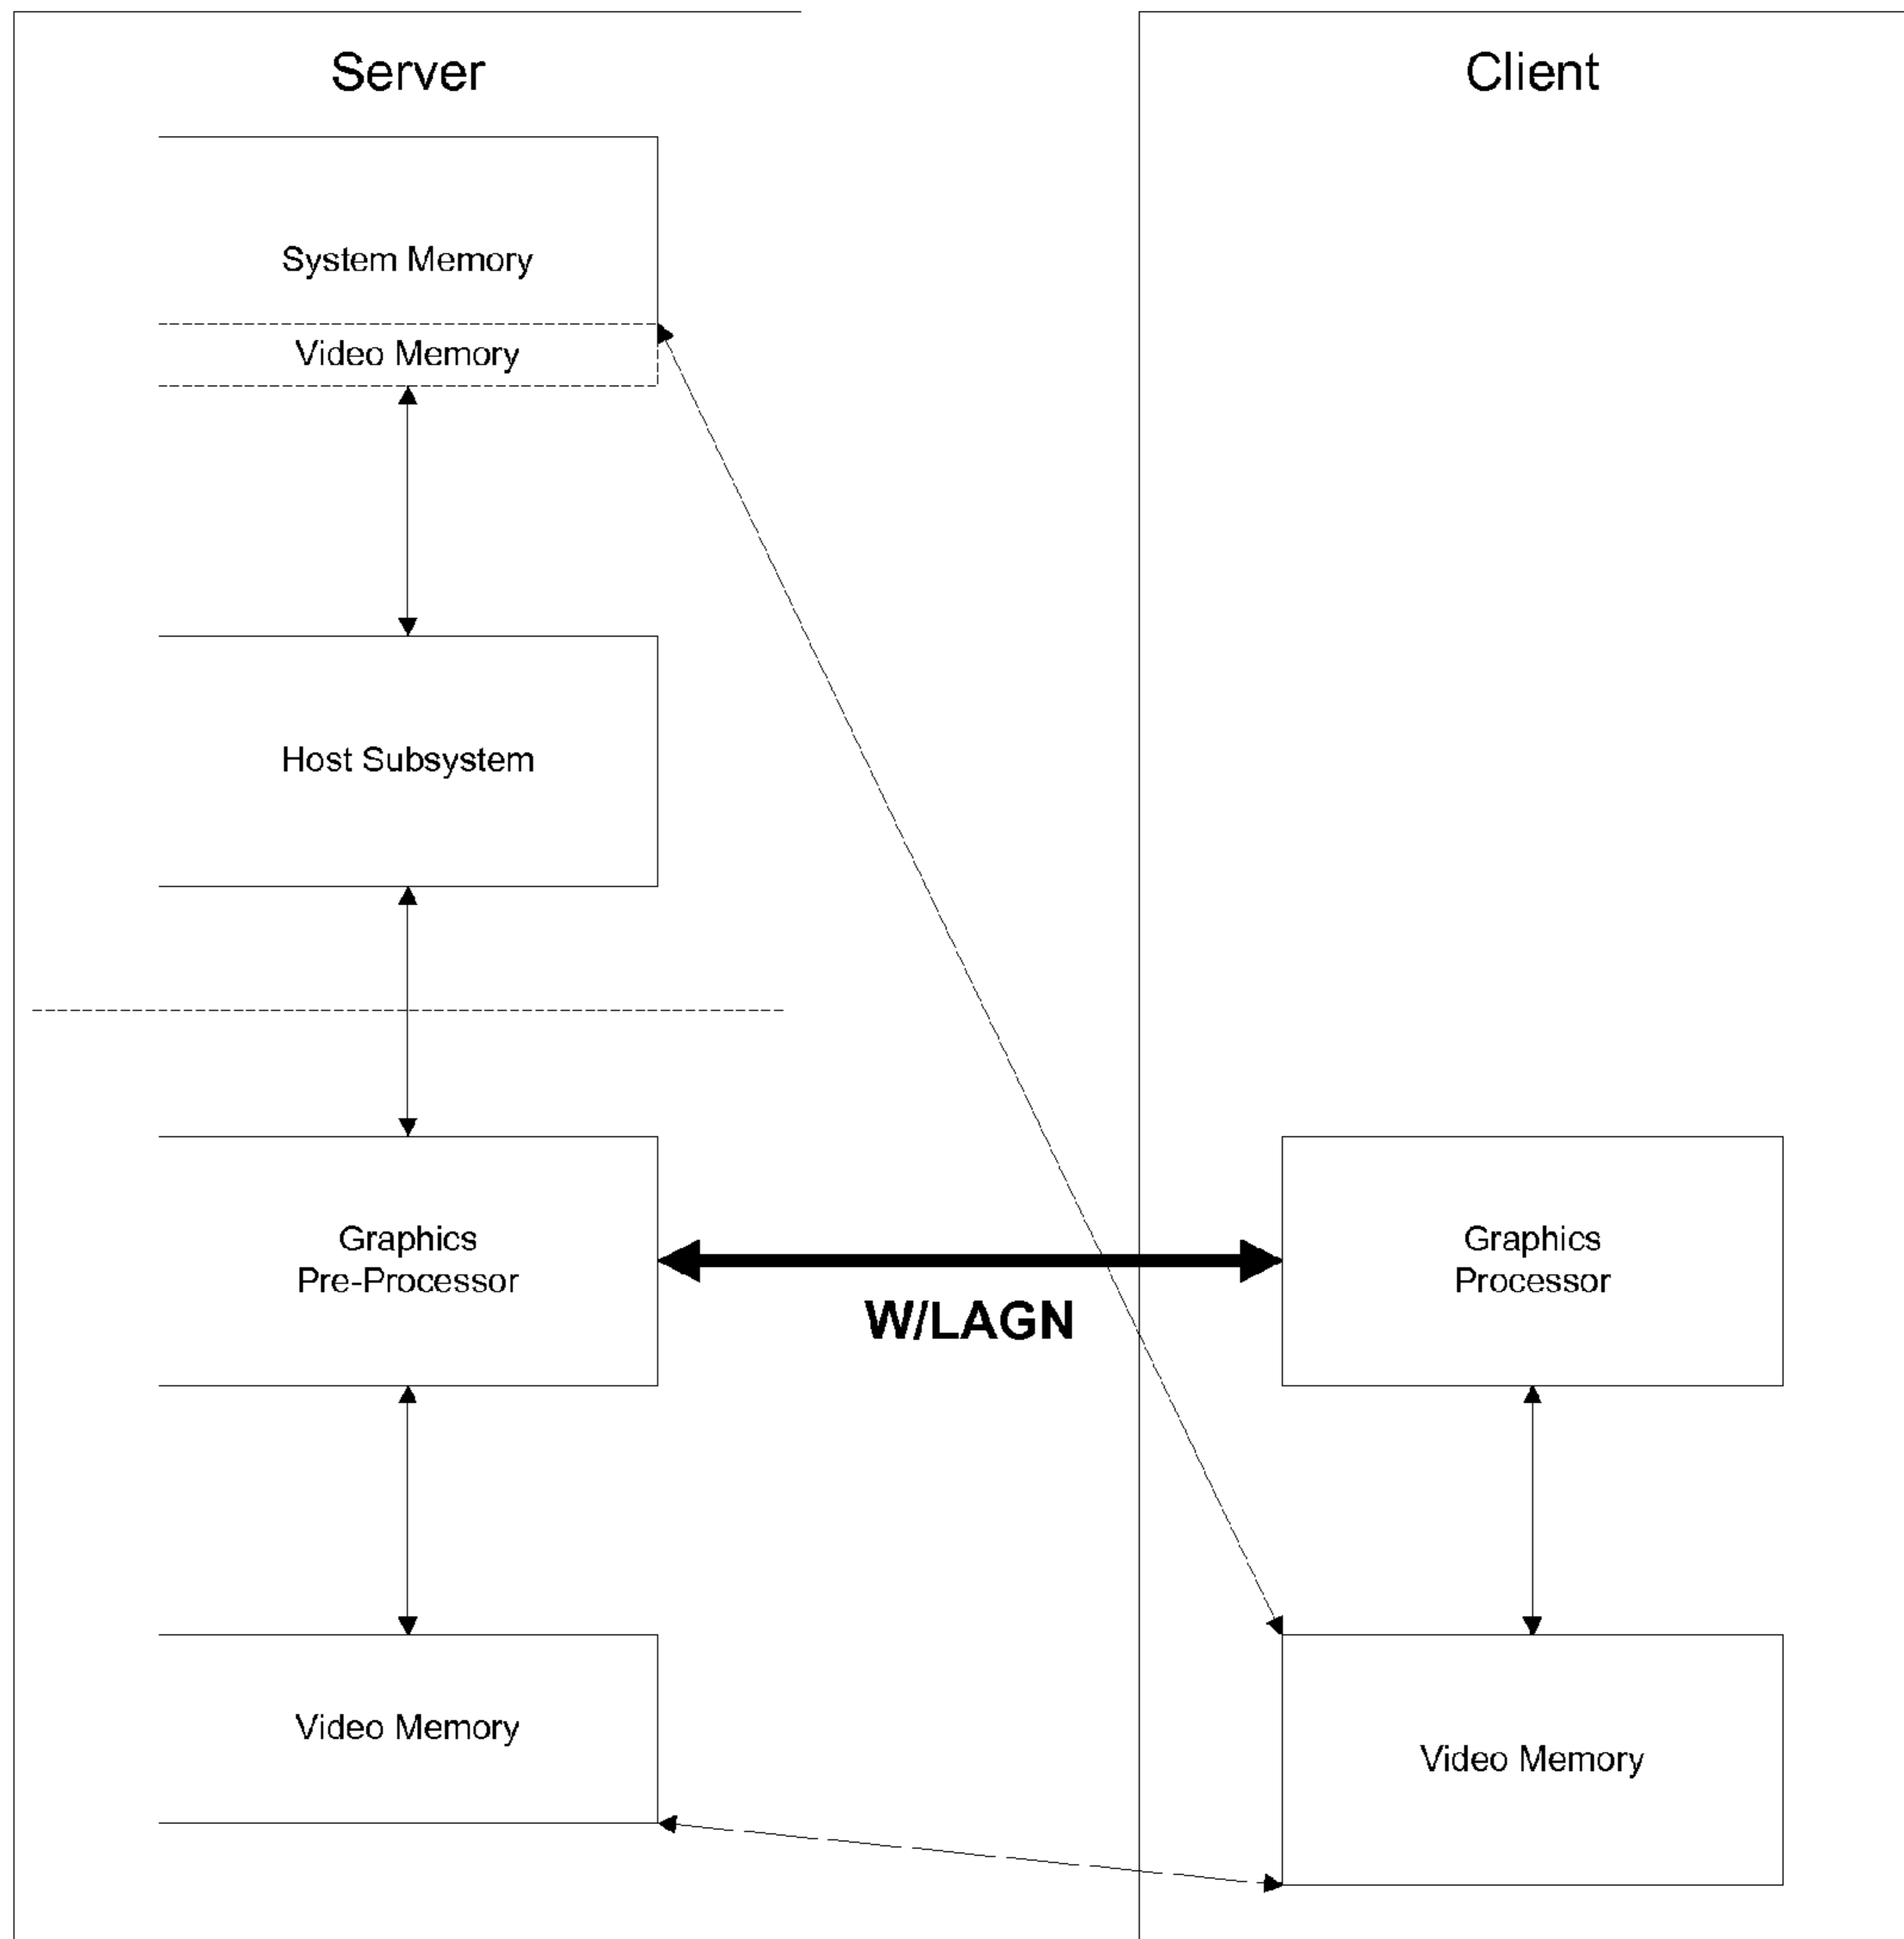 Server
Client
System Memory
Video Memory
Host Subsystem
Graphics
Pre-Processor
W/LAGN
Graphics
Processor
Video Memory
Video Memory